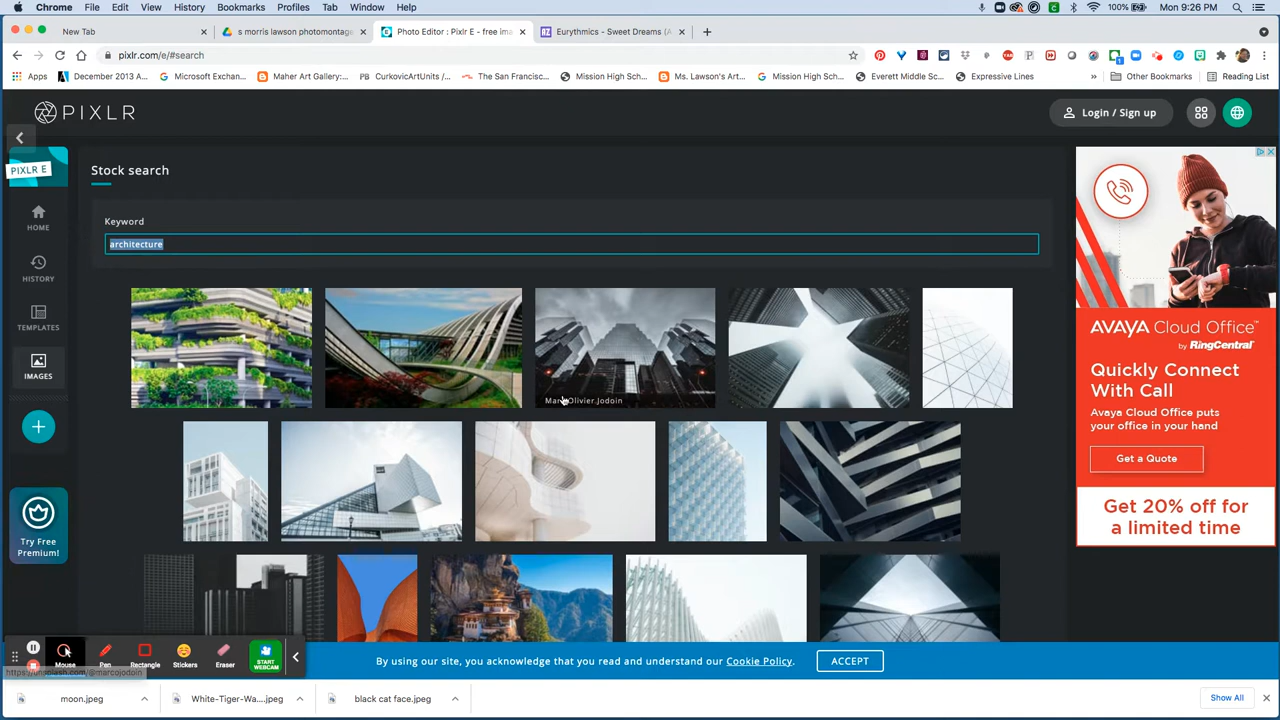 Chrome File Edit View History Bookmarks Profiles Tab Window Help 100% Mon 9:26 PM
New Tab s morris lawson photomontage Photo Editor : Pixlr E - free ima Eurythmics - Sweet Dreams (A
pixlr.com/e/#search
Apps December 2013 A... Microsoft Exchan... Maher Art Gallery:... CurkovicArtUnits /... The San Francisc... Mission High Sch... Ms. Lawson's Art... Mission High Sc... Everett Middle Sc... Expressive Lines » Other Bookmarks Reading List
PIXLR Login / Sign up
PIXLR E
Stock search
HOME
Keyword
architecture
HISTORY
TEMPLATES
IMAGES
AVAYA Cloud Office™
by RingCentral
Quickly Connect
With Call
Avaya Cloud Office puts
your office in your hand
Get a Quote
Get 20% off for
a limited time
Try Free
Premium!
By using our site, you acknowledge that you read and understand our Cookie Policy. ACCEPT
Mouse Pen Rectangle Stickers Eraser START
WEBCAM
https://unsplash.com/@marcojodoin
moon.jpeg White-Tiger-Wa....jpeg black cat face.jpeg Show All